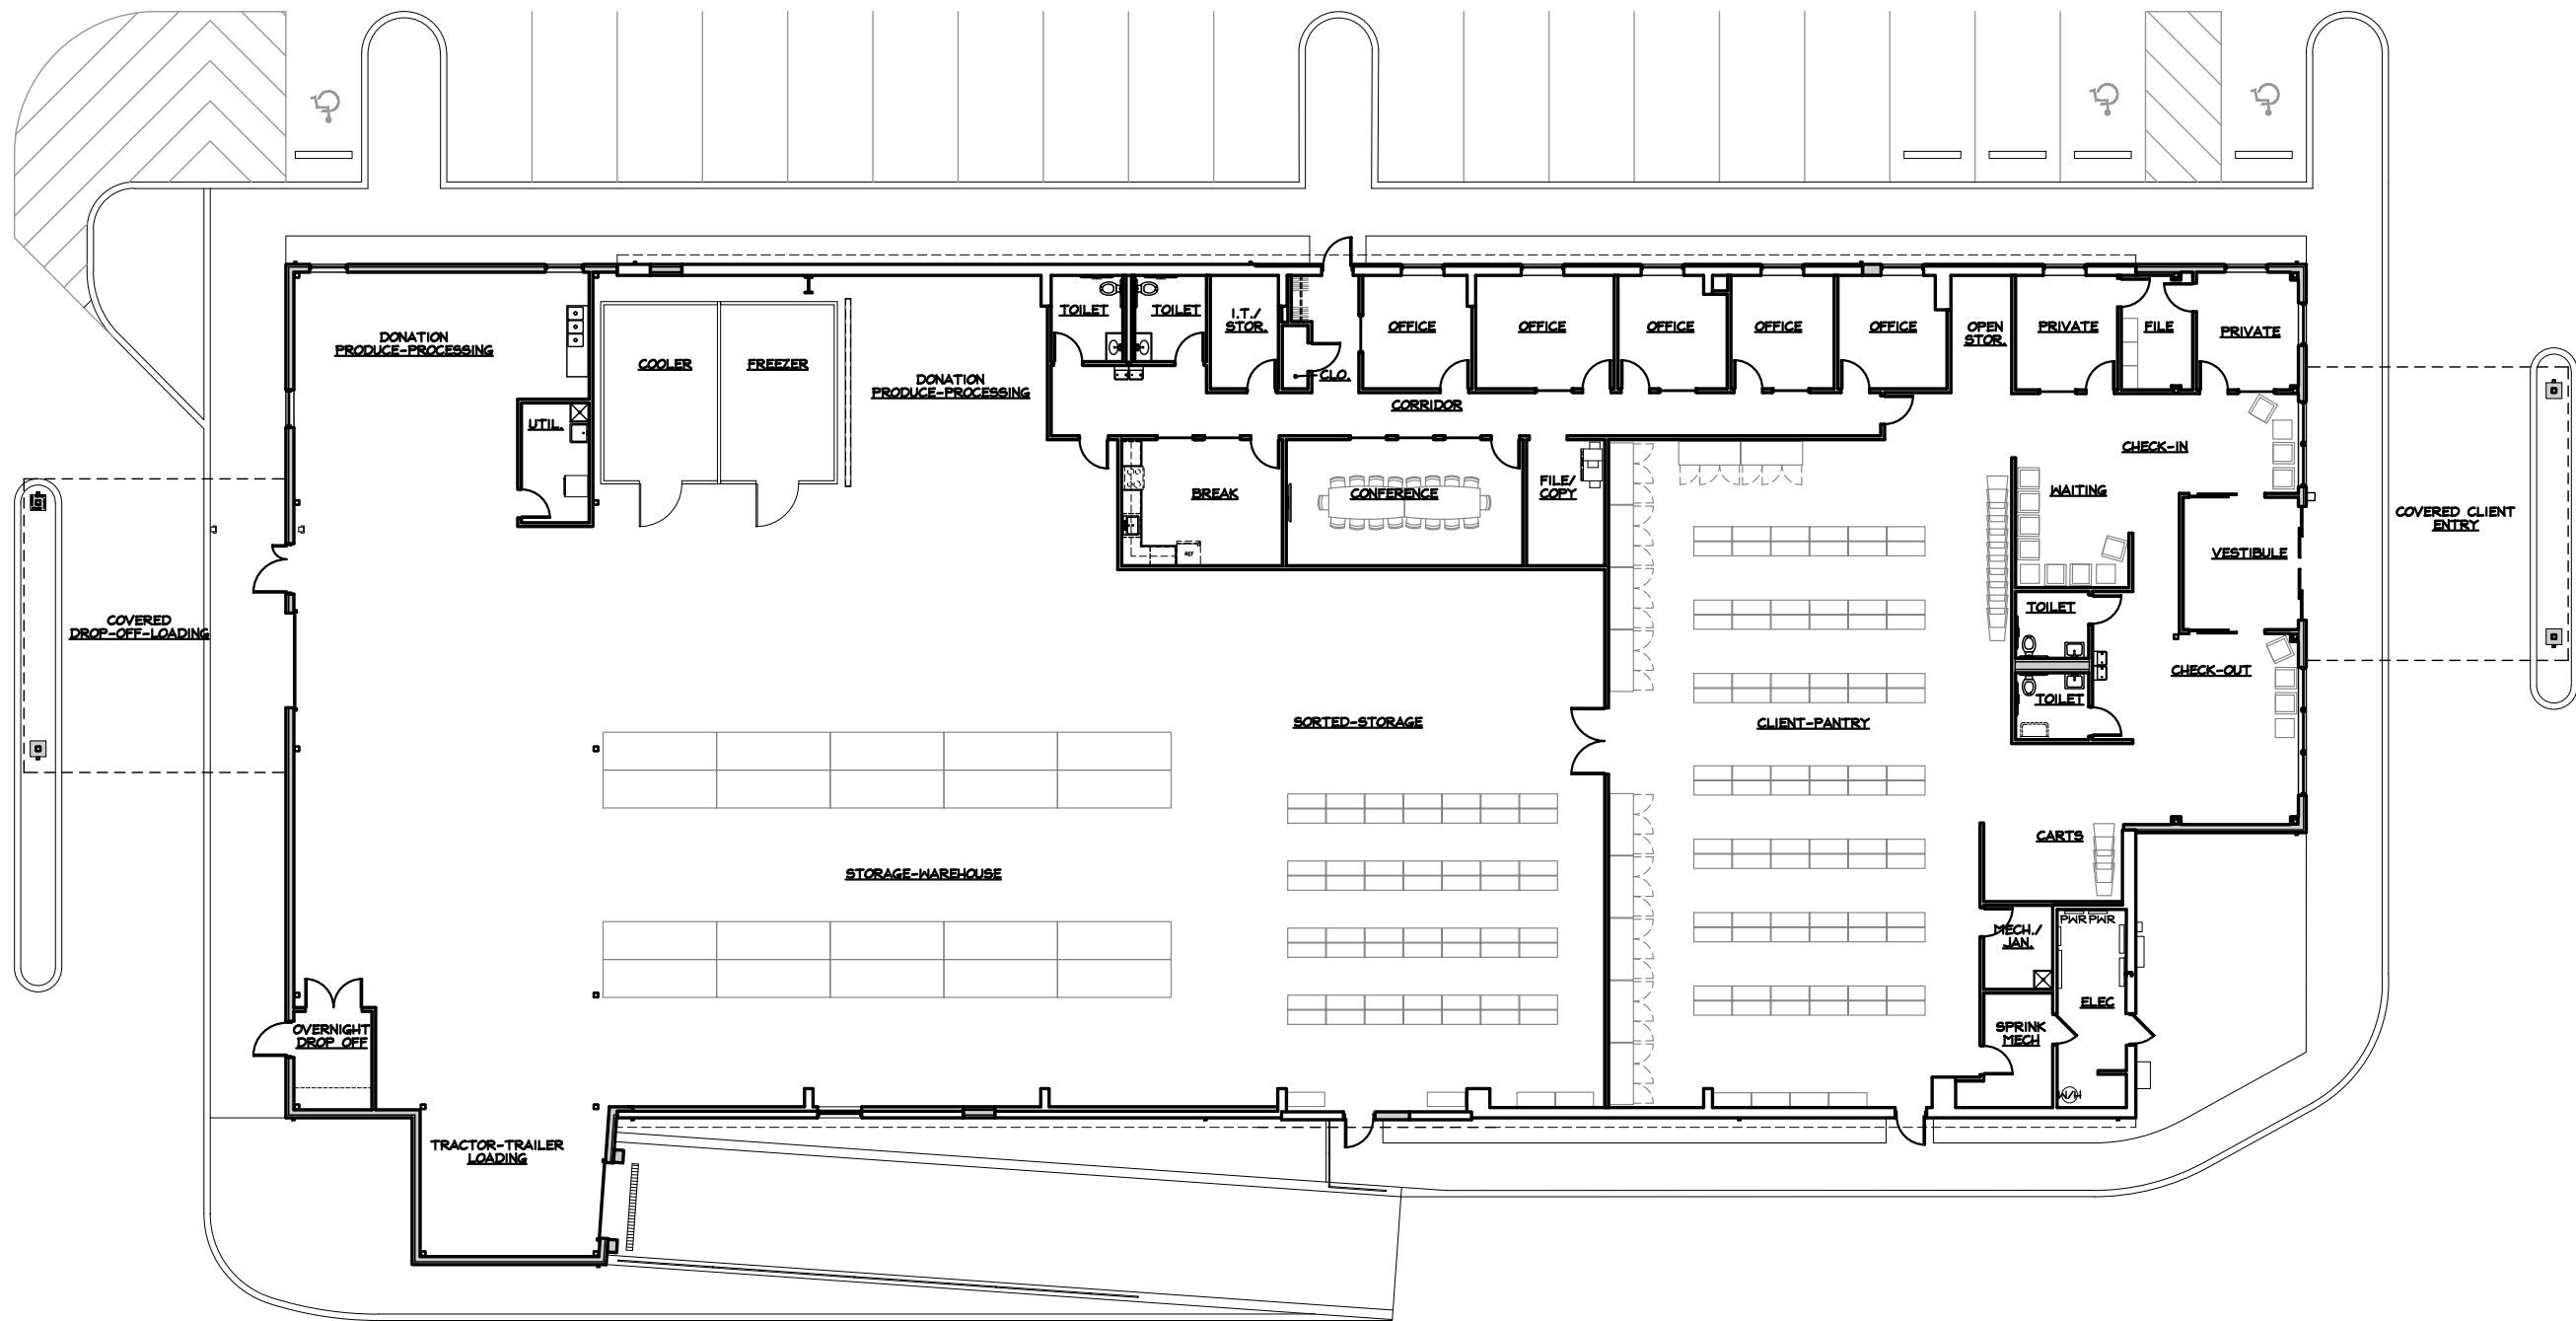 DONATION
PRODUCE-PROCESSING
COOLER
FREEZER
DONATION
PRODUCE-PROCESSING
UTIL.
TOILET
TOILET
I.T./
STOR.
CLO.
OFFICE
OFFICE
OFFICE
OFFICE
OFFICE
OPEN
STOR.
PRIVATE
FILE
PRIVATE
CORRIDOR
CHECK-IN
BREAK
REF
CONFERENCE
FILE/
COPY
WAITING
VESTIBULE
COVERED CLIENT
ENTRY
COVERED
DROP-OFF-LOADING
TOILET
TOILET
CHECK-OUT
SORTED-STORAGE
CLIENT-PANTRY
CARTS
STORAGE-WAREHOUSE
PWR PWR
MECH./
JAN.
ELEC
OVERNIGHT
DROP OFF
SPRINK
MECH
W/H
TRACTOR-TRAILER
LOADING